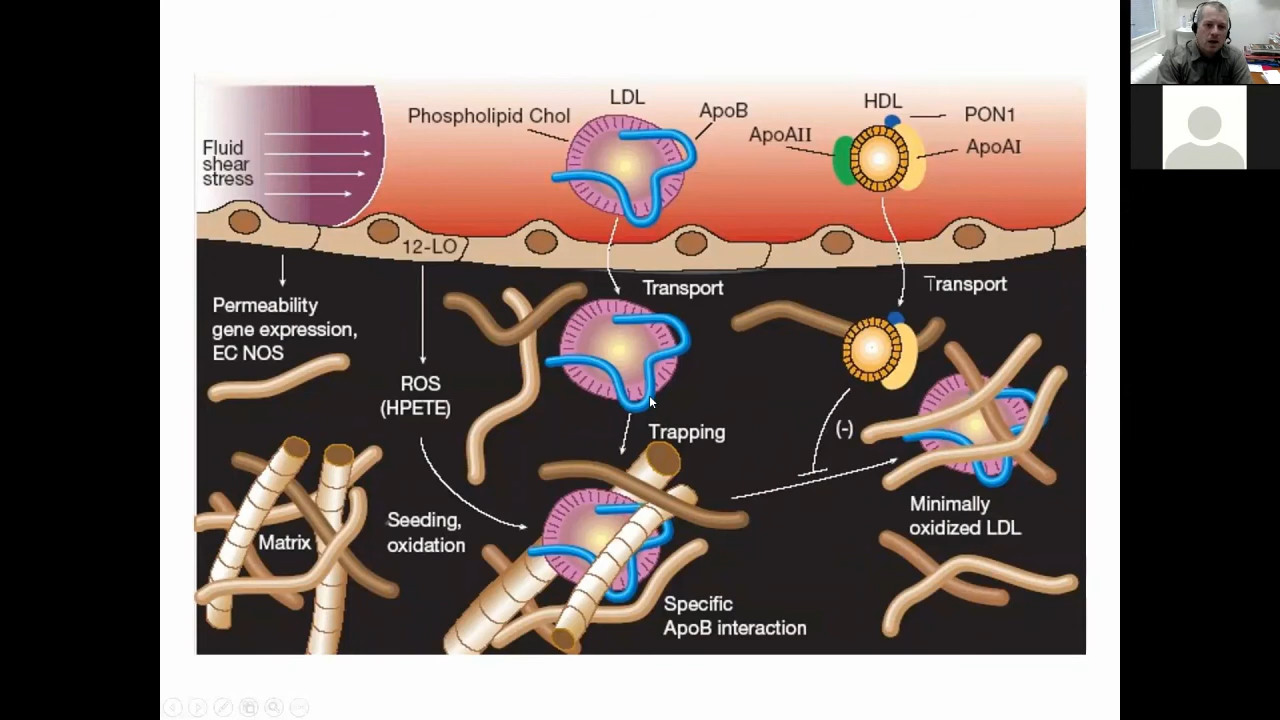 LDL
Phospholipid Chol
ApoB
HDL
PON1
ApoAII
ApoAI
Fluid
shear
stress
12-LO
Transport
Transport
Permeability
gene expression,
EC NOS
ROS
(HPETE)
Trapping
(-)
Minimally
oxidized LDL
Seeding,
oxidation
Matrix
Specific
ApoB interaction